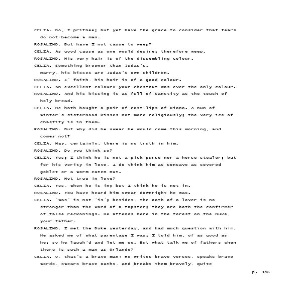 CELIA. Do, I prithee; but yet have the grace to consider that tears
do not become a man.
ROSALIND. But have I not cause to weep?
CELIA. As good cause as one would desire; therefore weep.
ROSALIND. His very hair is of the dissembling colour.
CELIA. Something browner than Judas's.
Marry, his kisses are Judas's own children.
ROSALIND. I' faith, his hair is of a good colour.
CELIA. An excellent colour: your chestnut was ever the only colour.
ROSALIND. And his kissing is as full of sanctity as the touch of
holy bread.
CELIA. He hath bought a pair of cast lips of Diana. A nun of
winter's sisterhood kisses not more religiously; the very ice of
chastity is in them.
ROSALIND. But why did he swear he would come this morning, and
comes not?
CELIA. Nay, certainly, there is no truth in him.
ROSALIND. Do you think so?
CELIA. Yes; I think he is not a pick-purse nor a horse-stealer; but
for his verity in love, I do think him as concave as covered
goblet or a worm-eaten nut.
ROSALIND. Not true in love?
CELIA. Yes, when he is in; but I think he is not in.
ROSALIND. You have heard him swear downright he was.
CELIA. 'Was' is not 'is'; besides, the oath of a lover is no
stronger than the word of a tapster; they are both the confirmer
of false reckonings. He attends here in the forest on the Duke,
your father.
ROSALIND. I met the Duke yesterday, and had much question with him.
He asked me of what parentage I was; I told him, of as good as
he; so he laugh'd and let me go. But what talk we of fathers when
there is such a man as Orlando?
CELIA. O, that's a brave man! He writes brave verses, speaks brave
words, swears brave oaths, and breaks them bravely, quite